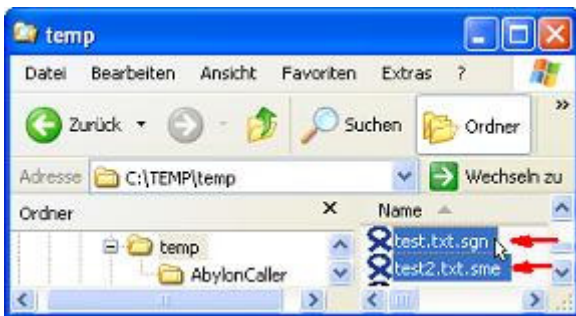 temp
Datei Bearbeiten Ansicht Favoriten Extras ?
Zurück Suchen Ordner »
Adresse C:\TEMP\temp Wechseln zu
Ordner X Name
temp test.txt.sgn
AbylonCaller test2.txt.sme